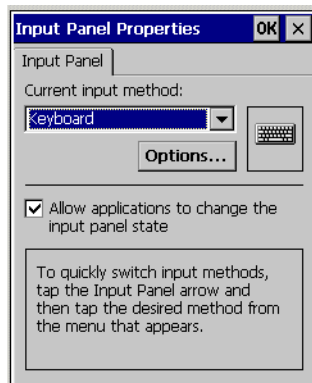 Input Panel Properties OK ×
Input Panel
Current input method:
Keyboard
Options...
Allow applications to change the
input panel state
To quickly switch input methods,
tap the Input Panel arrow and
then tap the desired method from
the menu that appears.